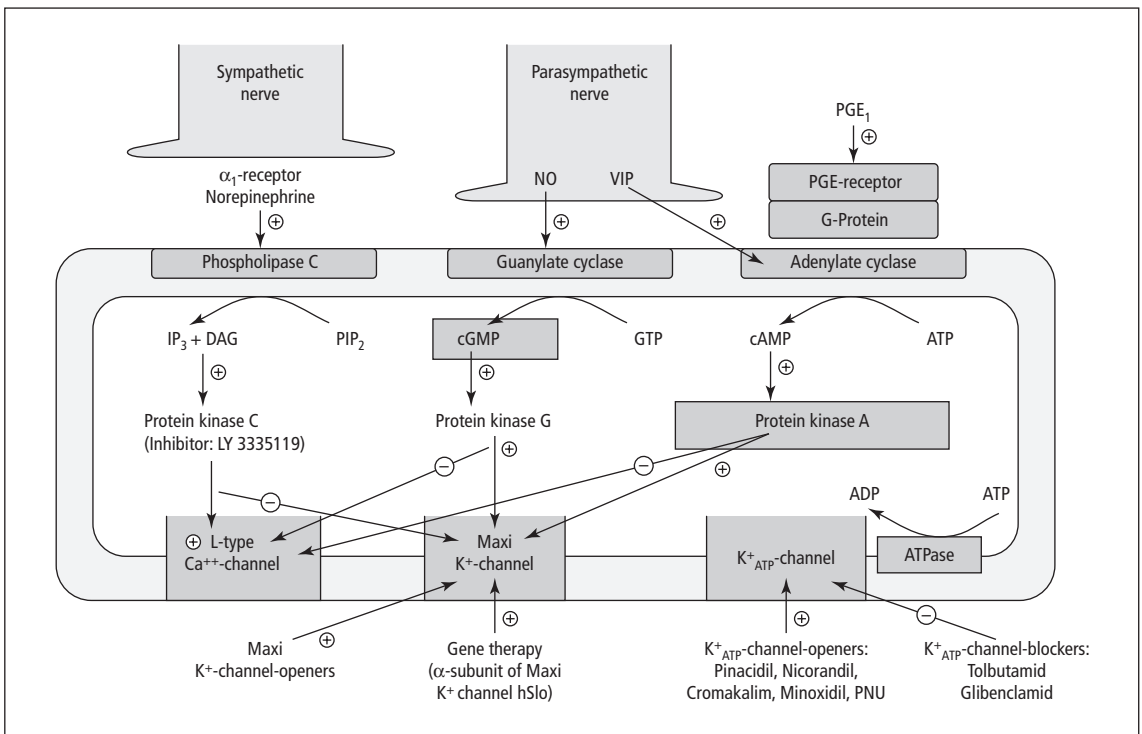 Sympathetic
nerve
Parasympathetic
nerve
PGE₁
⊕
α₁-receptor
Norepinephrine
⊕
NO
VIP
⊕
⊕
PGE-receptor
G-Protein
Phospholipase C
Guanylate cyclase
Adenylate cyclase
IP₃ + DAG
PIP₂
cGMP
GTP
cAMP
ATP
⊕
⊕
⊕
Protein kinase C
(Inhibitor: LY 3335119)
Protein kinase G
Protein kinase A
⊖
⊕
⊖
⊕
⊖
ADP
ATP
⊕ L-type
Ca⁺⁺-channel
Maxi
K⁺-channel
K⁺ATP-channel
ATPase
⊕
⊕
⊕
⊖
Maxi
K⁺-channel-openers
Gene therapy
(α-subunit of Maxi
K⁺ channel hSlo)
K⁺ATP-channel-openers:
Pinacidil, Nicorandil,
Cromakalim, Minoxidil, PNU
K⁺ATP-channel-blockers:
Tolbutamid
Glibenclamid